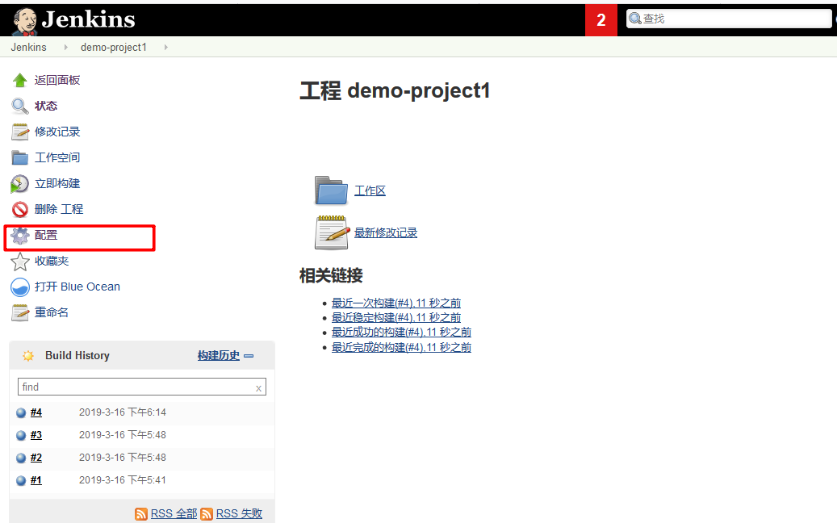 Jenkins
2
查找
Jenkins
demo-project1
返回面板
状态
修改记录
工作空间
立即构建
删除 工程
配置
收藏夹
打开 Blue Ocean
重命名
Build History 构建历史
find x
#4 2019-3-16 下午6:14
#3 2019-3-16 下午5:48
#2 2019-3-16 下午5:48
#1 2019-3-16 下午5:41
RSS 全部 RSS 失败
工程 demo-project1
工作区
最新修改记录
相关链接
最近一次构建(#4),11 秒之前
最近稳定构建(#4),11 秒之前
最近成功的构建(#4),11 秒之前
最近完成的构建(#4),11 秒之前